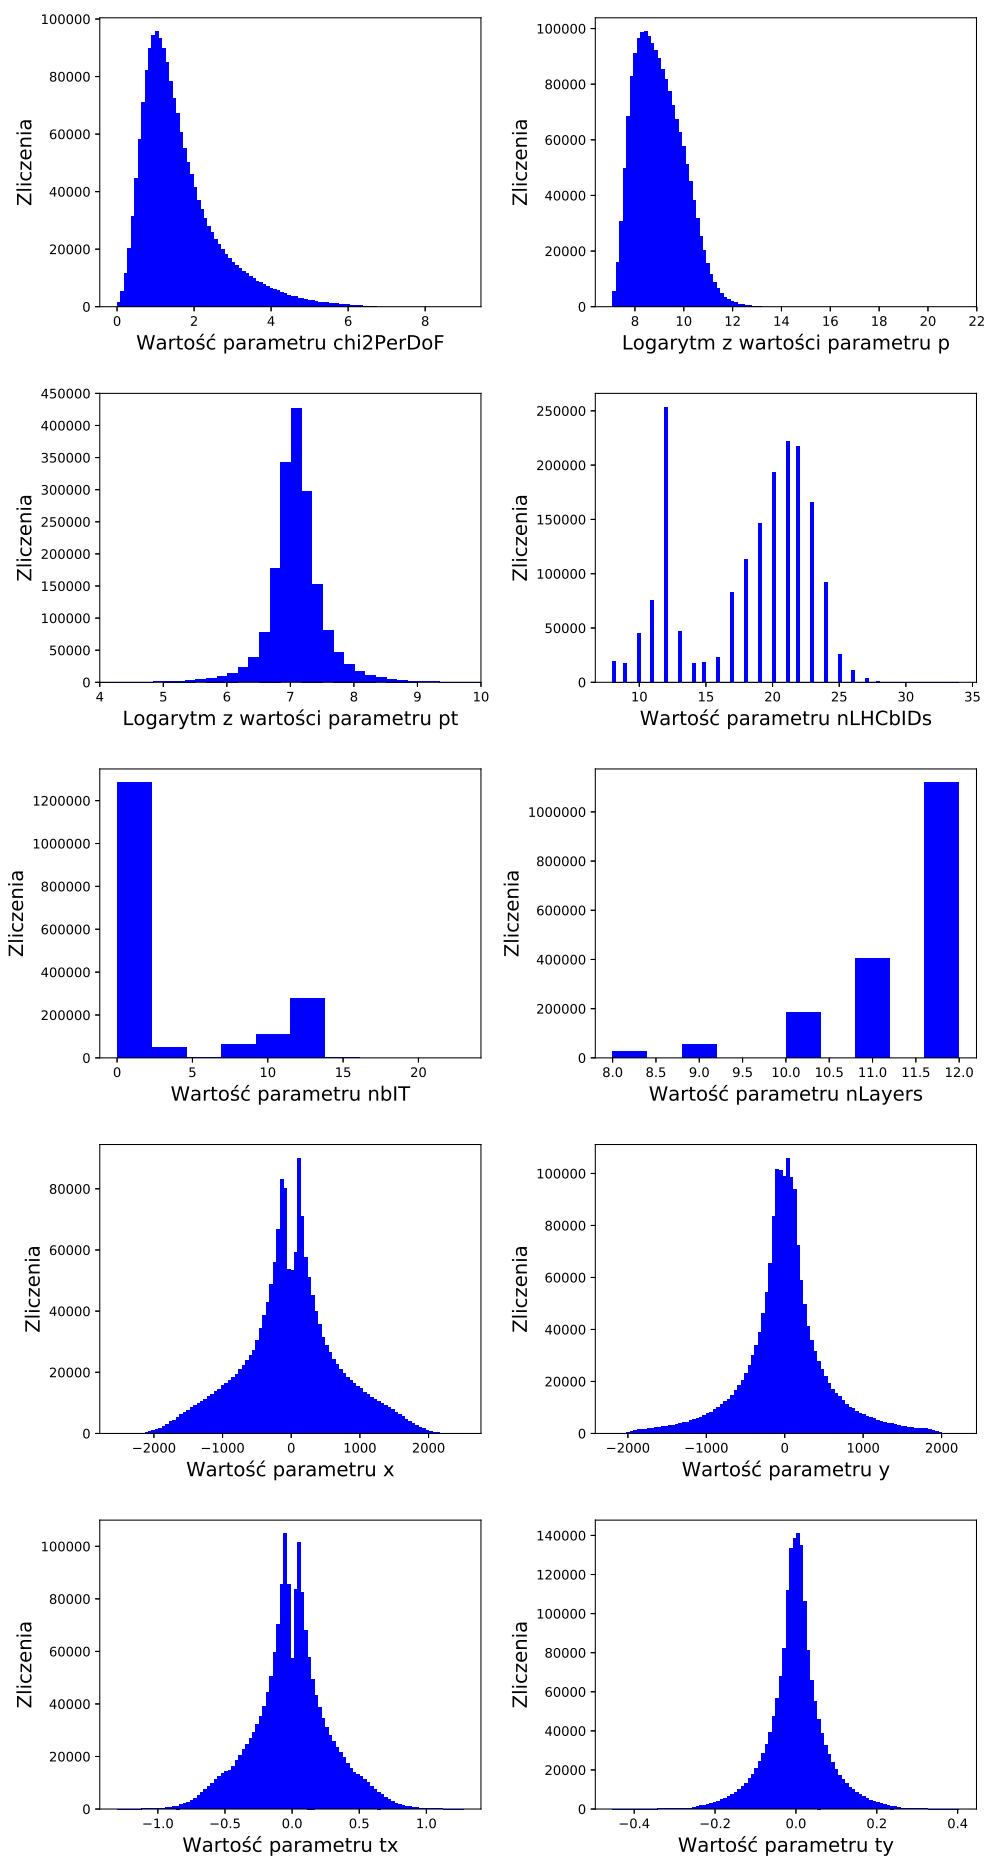 100000
80000
60000
40000
20000
0
Zliczenia
0 2 4 6 8
Wartość parametru chi2PerDoF
100000
80000
60000
40000
20000
0
Zliczenia
8 10 12 14 16 18 20 22
Logarytm z wartości parametru p
450000
400000
350000
300000
250000
200000
150000
100000
50000
0
Zliczenia
4 5 6 7 8 9 10
Logarytm z wartości parametru pt
250000
200000
150000
100000
50000
0
Zliczenia
10 15 20 25 30 35
Wartość parametru nLHCbIDs
1200000
1000000
800000
600000
400000
200000
0
Zliczenia
0 5 10 15 20
Wartość parametru nbIT
1000000
800000
600000
400000
200000
0
Zliczenia
8.0 8.5 9.0 9.5 10.0 10.5 11.0 11.5 12.0
Wartość parametru nLayers
80000
60000
40000
20000
0
Zliczenia
−2000 −1000 0 1000 2000
Wartość parametru x
100000
80000
60000
40000
20000
0
Zliczenia
−2000 −1000 0 1000 2000
Wartość parametru y
100000
80000
60000
40000
20000
0
Zliczenia
−1.0 −0.5 0.0 0.5 1.0
Wartość parametru tx
140000
120000
100000
80000
60000
40000
20000
0
Zliczenia
−0.4 −0.2 0.0 0.2 0.4
Wartość parametru ty